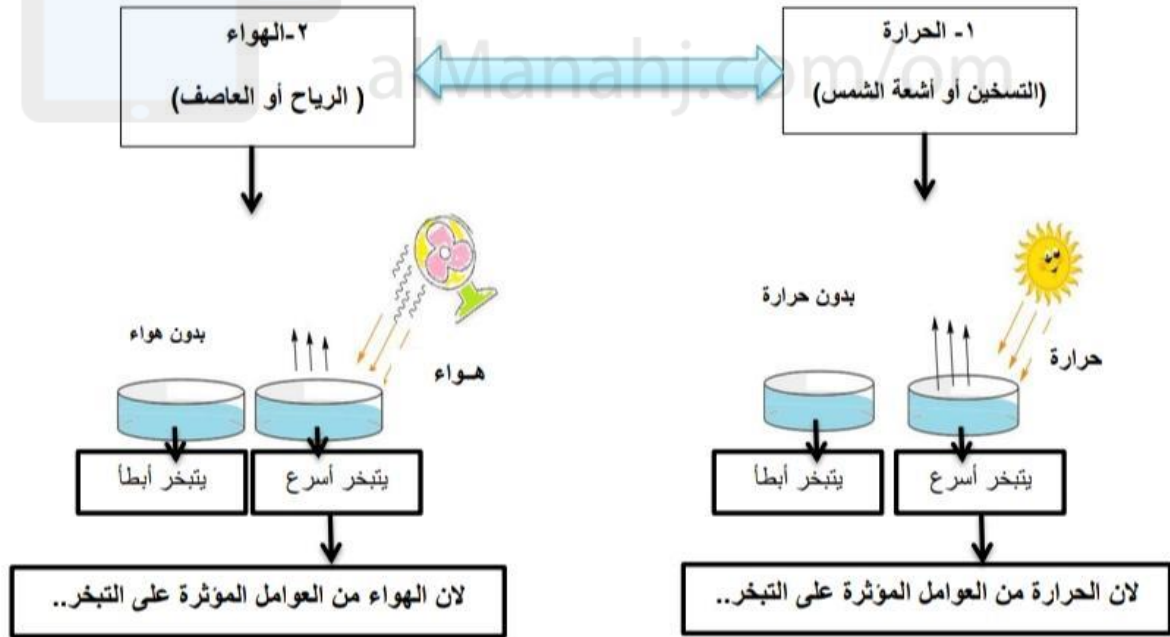 ١- الحرارة
(التسخين أو أشعة الشمس)
٢-الهواء
( الرياح أو العاصف)
alManahj.com/om
بدون حرارة
حرارة
بدون هواء
هـواء
يتبخر أسرع
يتبخر أبطأ
يتبخر أسرع
يتبخر أبطأ
لان الحرارة من العوامل المؤثرة على التبخر..
لان الهواء من العوامل المؤثرة على التبخر..